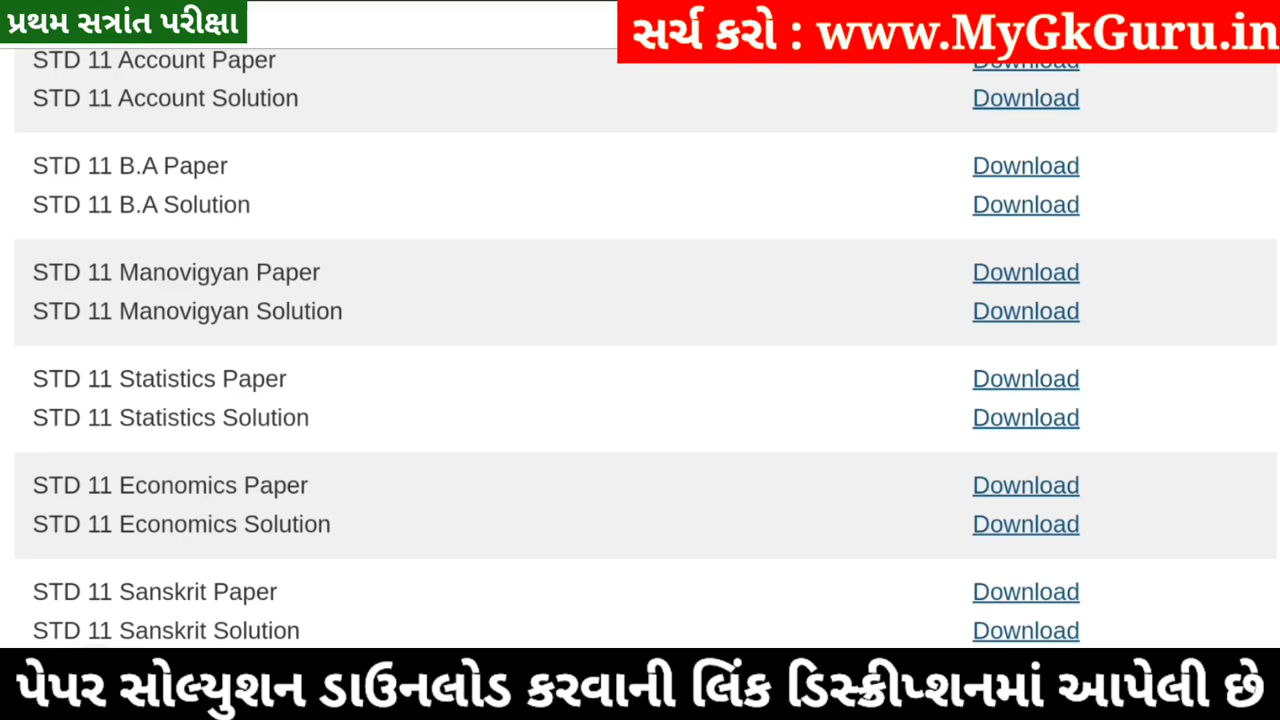 પ્રથમ સત્રાંત પરીક્ષા
સર્ચ કરો : www.MyGkGuru.in
STD 11 Account Paper Download
STD 11 Account Solution Download
STD 11 B.A Paper Download
STD 11 B.A Solution Download
STD 11 Manovigyan Paper Download
STD 11 Manovigyan Solution Download
STD 11 Statistics Paper Download
STD 11 Statistics Solution Download
STD 11 Economics Paper Download
STD 11 Economics Solution Download
STD 11 Sanskrit Paper Download
STD 11 Sanskrit Solution Download
પેપર સોલ્યુશન ડાઉનલોડ કરવાની લિંક ડિસ્ક્રીપ્શનમાં આપેલી છે